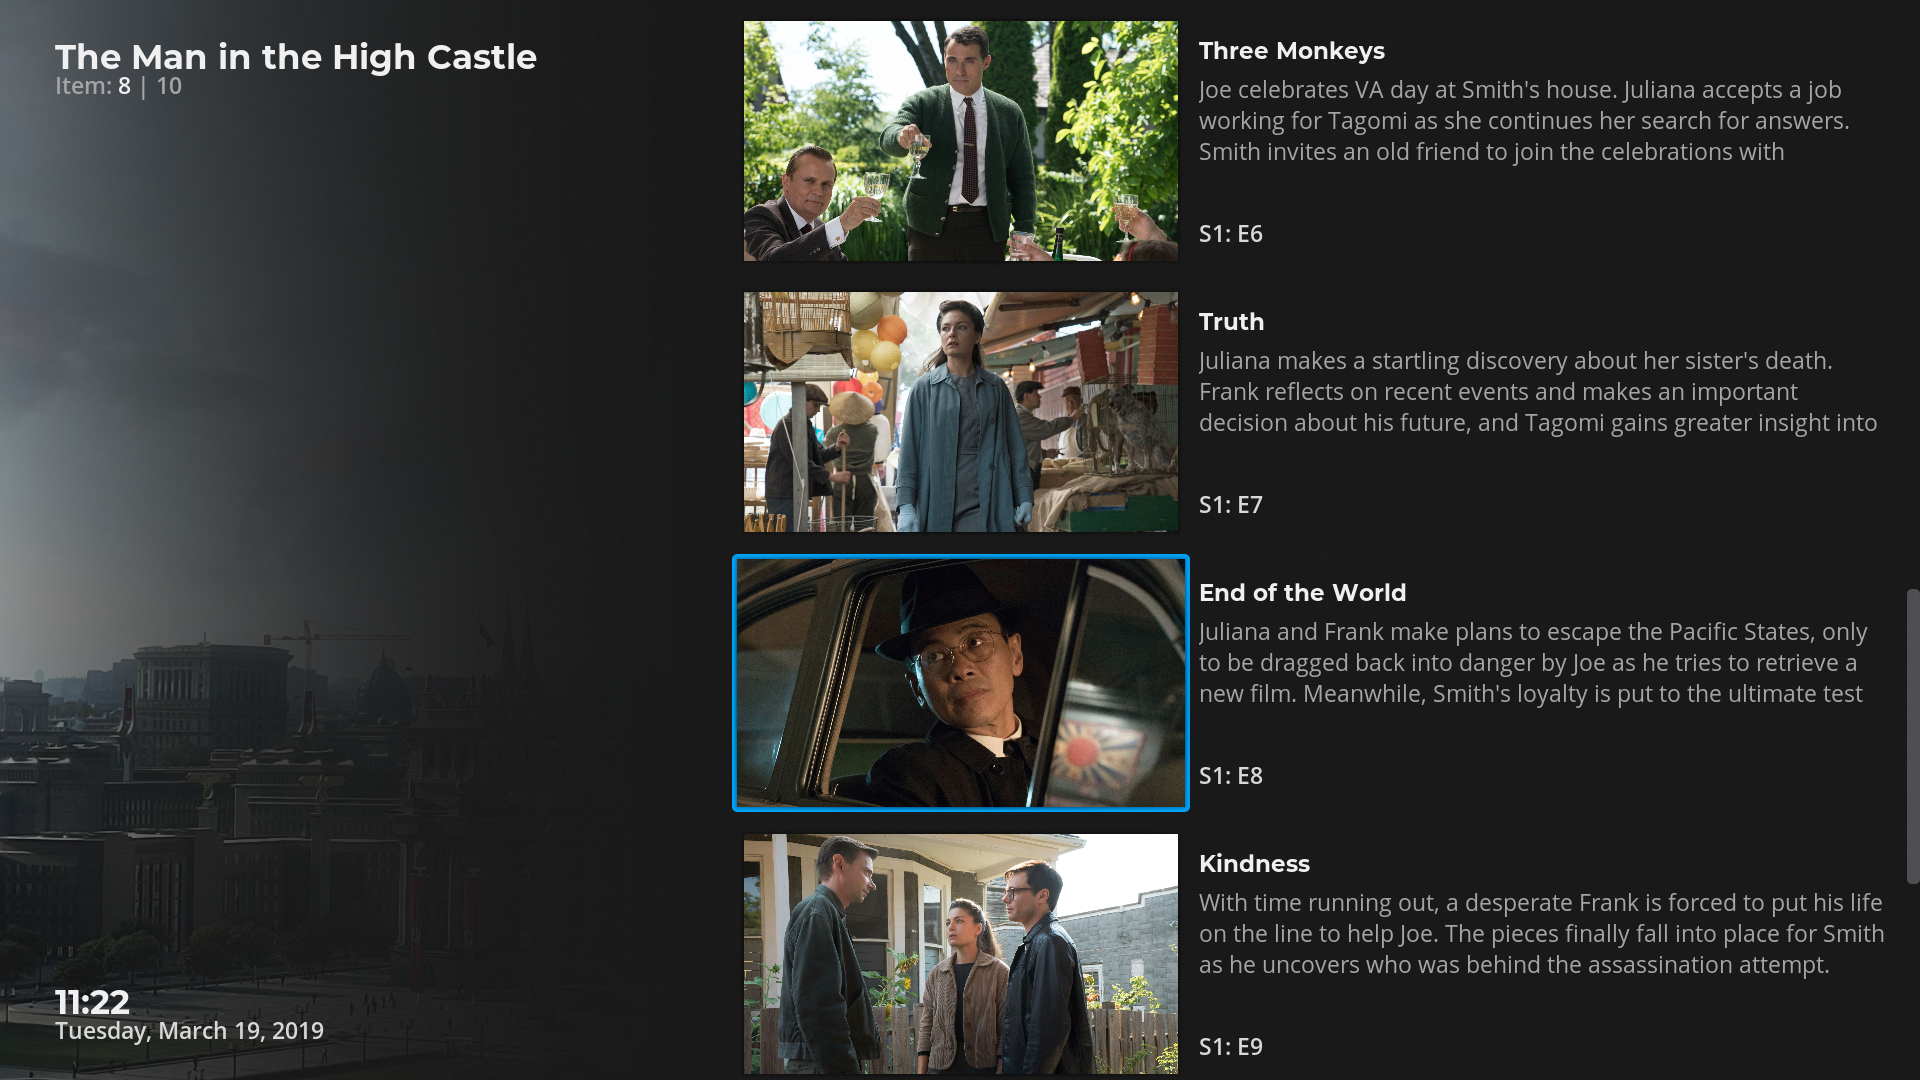 The Man in the High Castle
Item: 8 | 10
Three Monkeys
Joe celebrates VA day at Smith's house. Juliana accepts a job
working for Tagomi as she continues her search for answers.
Smith invites an old friend to join the celebrations with
S1: E6
Truth
Juliana makes a startling discovery about her sister's death.
Frank reflects on recent events and makes an important
decision about his future, and Tagomi gains greater insight into
S1: E7
End of the World
Juliana and Frank make plans to escape the Pacific States, only
to be dragged back into danger by Joe as he tries to retrieve a
new film. Meanwhile, Smith's loyalty is put to the ultimate test
S1: E8
Kindness
With time running out, a desperate Frank is forced to put his life
on the line to help Joe. The pieces finally fall into place for Smith
as he uncovers who was behind the assassination attempt.
S1: E9
11:22
Tuesday, March 19, 2019